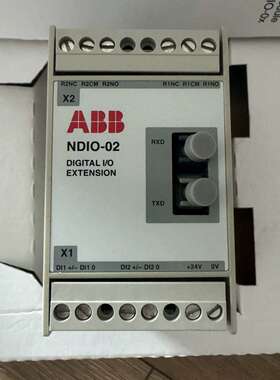 R2NC R2CM R2NO R1NC R1CM R1NO
X2
ABB
NDIO-02
DIGITAL I/O
EXTENSION
RXD
TXD
X1
DI1 +/- DI1 0 DI2 +/- DI2 0 +24V 0V